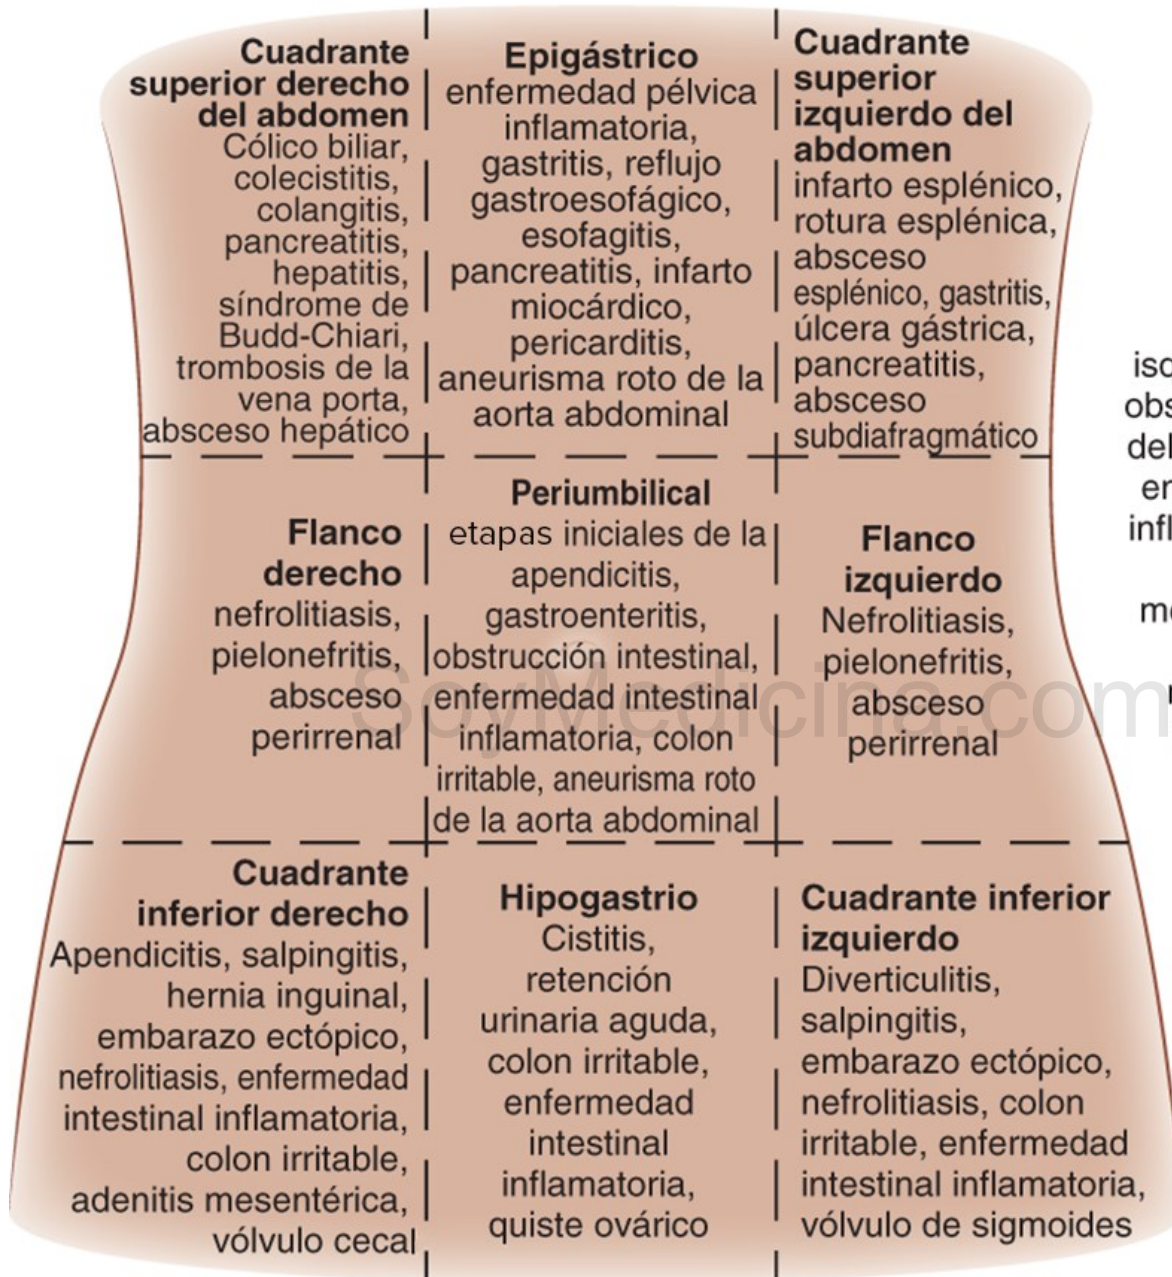 Cuadrante
superior derecho
del abdomen
Cólico biliar,
colecistitis,
colangitis,
pancreatitis,
hepatitis,
síndrome de
Budd-Chiari,
trombosis de la
vena porta,
absceso hepático
Epigástrico
enfermedad pélvica
inflamatoria,
gastritis, reflujo
gastroesofágico,
esofagitis,
pancreatitis, infarto
miocárdico,
pericarditis,
aneurisma roto de la
aorta abdominal
Cuadrante
superior
izquierdo del
abdomen
infarto esplénico,
rotura esplénica,
absceso
esplénico, gastritis,
úlcera gástrica,
pancreatitis,
absceso
subdiafragmático
Flanco
derecho
nefrolitiasis,
pielonefritis,
absceso
perirrenal
Periumbilical
etapas iniciales de la
apendicitis,
gastroenteritis,
obstrucción intestinal,
enfermedad intestinal
inflamatoria, colon
irritable, aneurisma roto
de la aorta abdominal
Flanco
izquierdo
Nefrolitiasis,
pielonefritis,
absceso
perirrenal
Cuadrante
inferior derecho
Apendicitis, salpingitis,
hernia inguinal,
embarazo ectópico,
nefrolitiasis, enfermedad
intestinal inflamatoria,
colon irritable,
adenitis mesentérica,
vólvulo cecal
Hipogastrio
Cistitis,
retención
urinaria aguda,
colon irritable,
enfermedad
intestinal
inflamatoria,
quiste ovárico
Cuadrante inferior
izquierdo
Diverticulitis,
salpingitis,
embarazo ectópico,
nefrolitiasis, colon
irritable, enfermedad
intestinal inflamatoria,
vólvulo de sigmoides
SoyMedicina.com